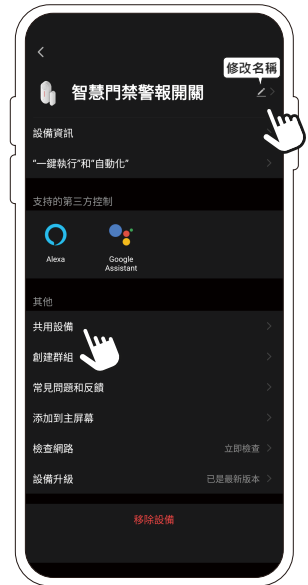 修改名稱
智慧門禁警報開關
設備資訊
“一鍵執行”和“自動化”
支持的第三方控制
Alexa
Google
Assistant
其他
共用設備
創建群組
常見問題和反饋
添加到主屏幕
檢查網路 立即檢查
設備升級 已是最新版本
移除設備